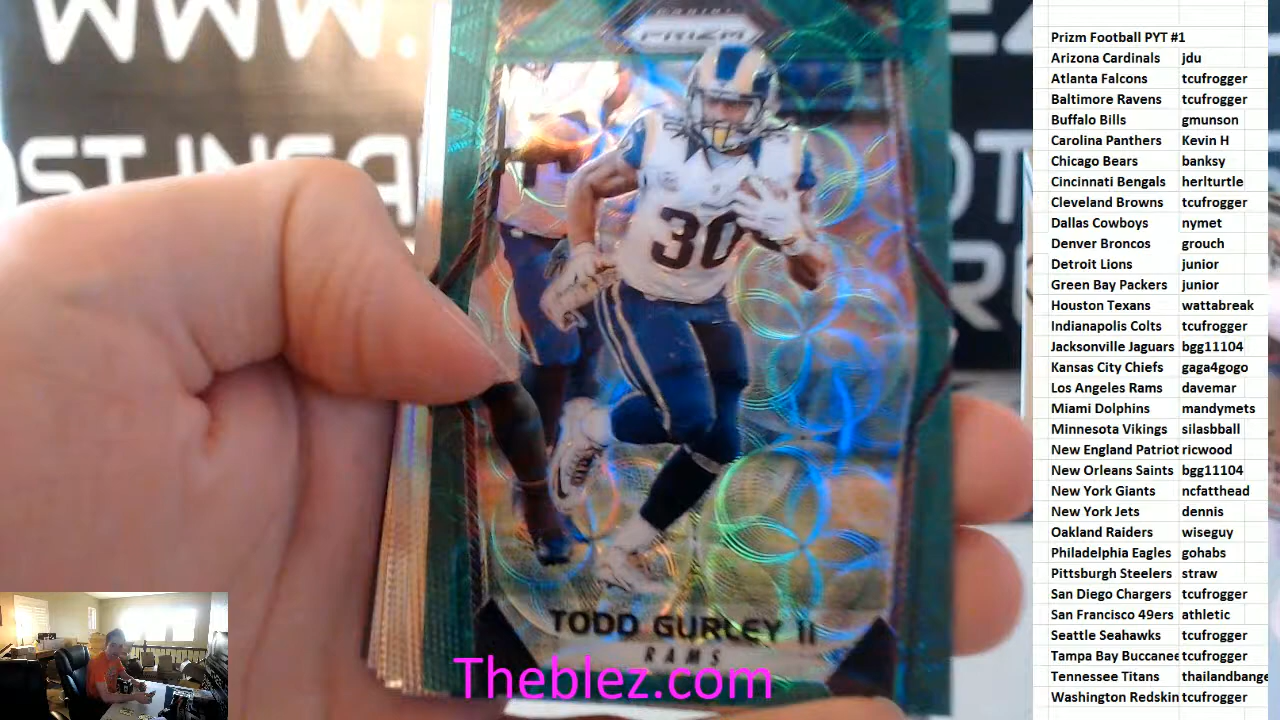 WWW.
OST INSA
PANINI
PRIZM
30
TODD GURLEY II
RAMS
Theblez.com
Prizm Football PYT #1
Arizona Cardinals jdu
Atlanta Falcons tcufrogger
Baltimore Ravens tcufrogger
Buffalo Bills gmunson
Carolina Panthers Kevin H
Chicago Bears banksy
Cincinnati Bengals herlturtle
Cleveland Browns tcufrogger
Dallas Cowboys nymet
Denver Broncos grouch
Detroit Lions junior
Green Bay Packers junior
Houston Texans wattabreak
Indianapolis Colts tcufrogger
Jacksonville Jaguars bgg11104
Kansas City Chiefs gaga4gogo
Los Angeles Rams davemar
Miami Dolphins mandymets
Minnesota Vikings silasbball
New England Patriot ricwood
New Orleans Saints bgg11104
New York Giants ncfatthead
New York Jets dennis
Oakland Raiders wiseguy
Philadelphia Eagles gohabs
Pittsburgh Steelers straw
San Diego Chargers tcufrogger
San Francisco 49ers athletic
Seattle Seahawks tcufrogger
Tampa Bay Buccanee tcufrogger
Tennessee Titans thailandbange
Washington Redskin tcufrogger